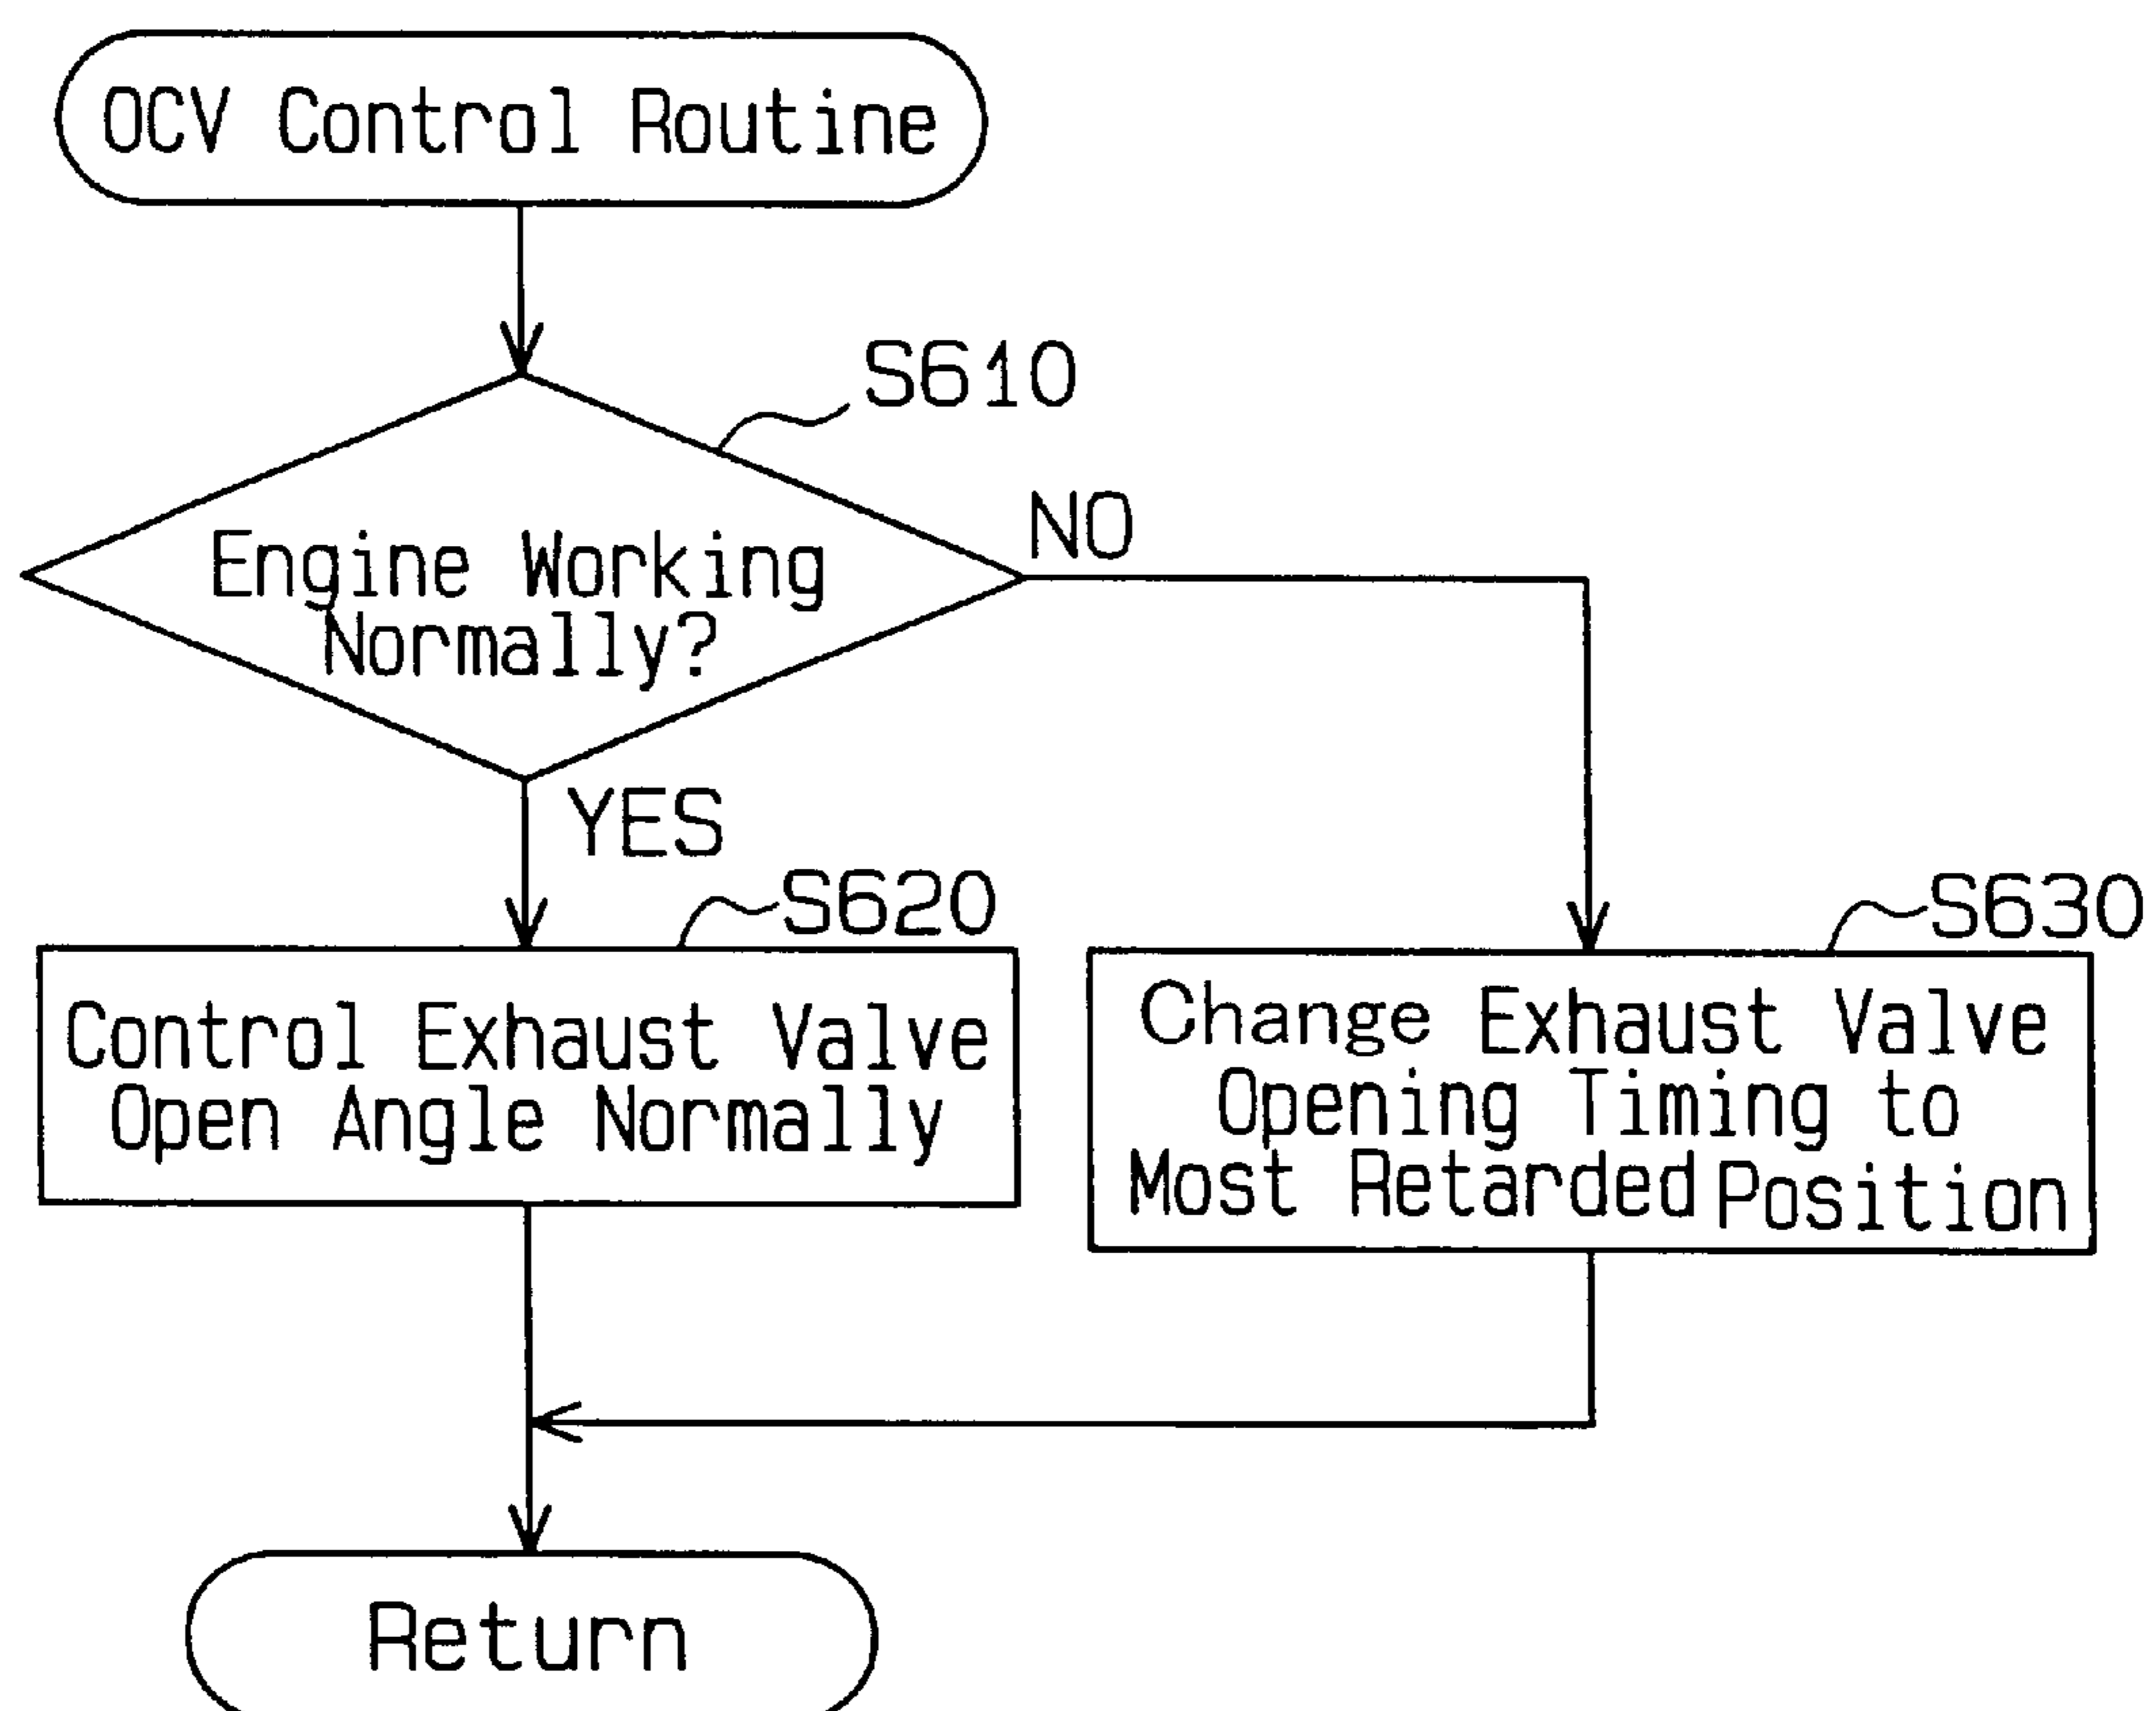 OCV Control Routine
S610
Engine Working
Normally?
NO
YES
S620
Control Exhaust Valve
Open Angle Normally
S630
Change Exhaust Valve
Opening Timing to
Most Retarded Position
Return